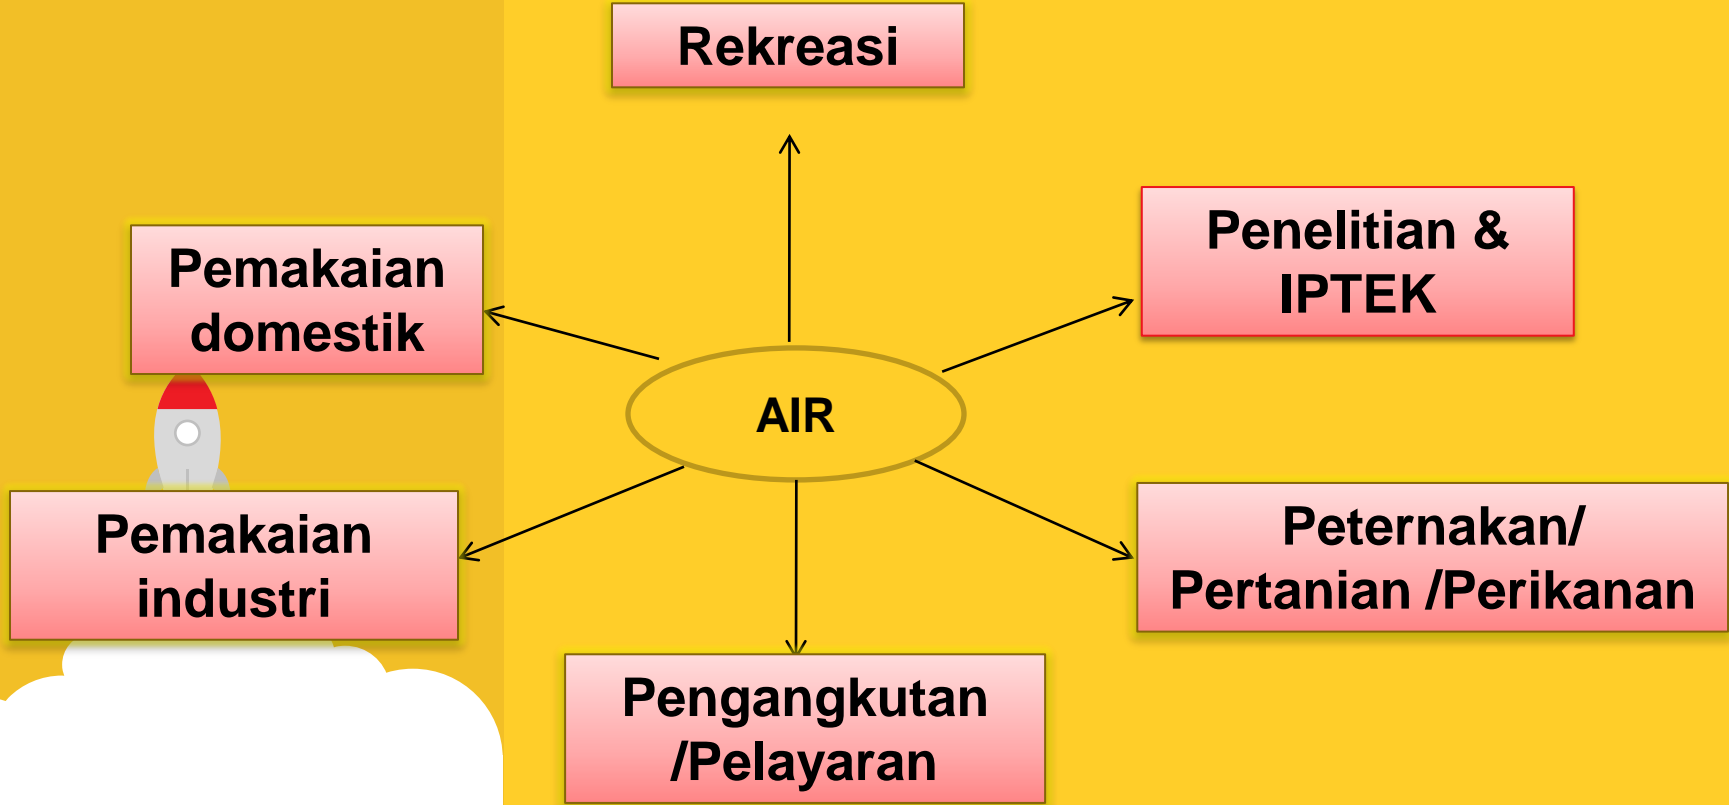 Rekreasi
Penelitian &
IPTEK
Pemakaian
domestik
AIR
Pemakaian
industri
Peternakan/
Pertanian /Perikanan
Pengangkutan
/Pelayaran